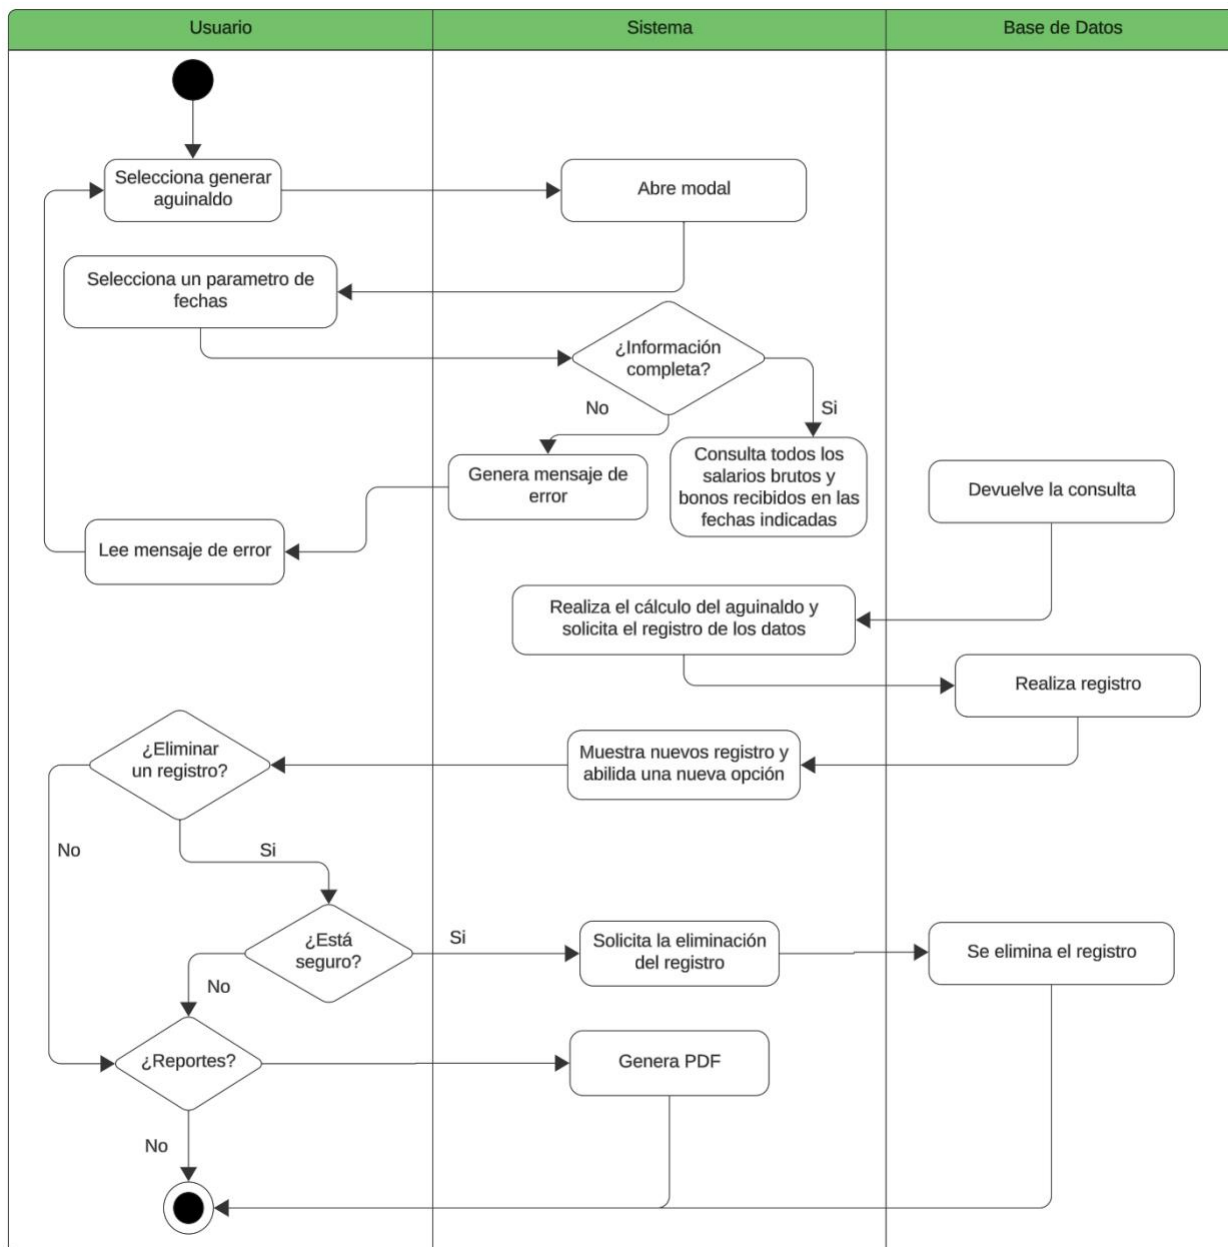 Usuario
Sistema
Base de Datos
Selecciona generar
aguinaldo
Abre modal
Selecciona un parametro de
fechas
¿Información
completa?
No
Si
Genera mensaje de
error
Consulta todos los
salarios brutos y
bonos recibidos en las
fechas indicadas
Devuelve la consulta
Lee mensaje de error
Realiza el cálculo del aguinaldo y
solicita el registro de los datos
Realiza registro
¿Eliminar
un registro?
Muestra nuevos registro y
abilida una nueva opción
No
Si
¿Está
seguro?
Si
Solicita la eliminación
del registro
Se elimina el registro
No
¿Reportes?
Genera PDF
No